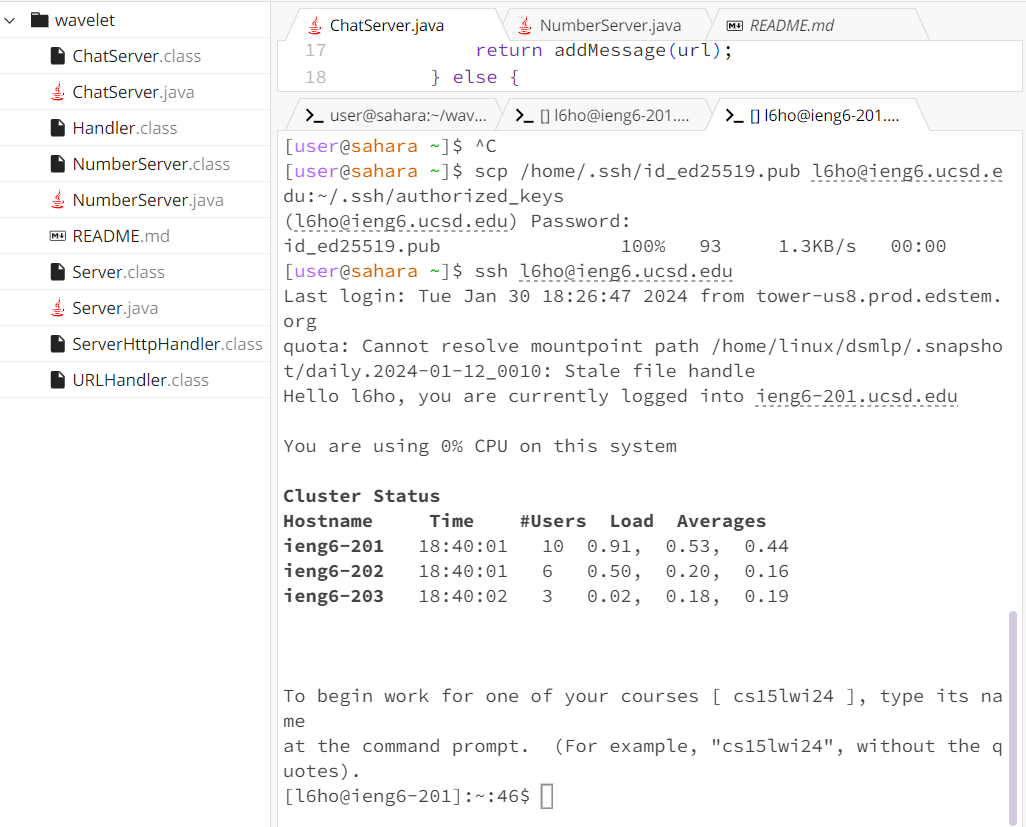 wavelet
ChatServer.class
ChatServer.java
Handler.class
NumberServer.class
NumberServer.java
README.md
Server.class
Server.java
ServerHttpHandler.class
URLHandler.class
ChatServer.java
NumberServer.java
README.md
17 return addMessage(url);
18 } else {
user@sahara:~/wav...
[] l6ho@ieng6-201....
[] l6ho@ieng6-201....
[user@sahara ~]$ ^C
[user@sahara ~]$ scp /home/.ssh/id_ed25519.pub l6ho@ieng6.ucsd.e
du:~/.ssh/authorized_keys
(l6ho@ieng6.ucsd.edu) Password:
id_ed25519.pub 100% 93 1.3KB/s 00:00
[user@sahara ~]$ ssh l6ho@ieng6.ucsd.edu
Last login: Tue Jan 30 18:26:47 2024 from tower-us8.prod.edstem.
org
quota: Cannot resolve mountpoint path /home/linux/dsmlp/.snapsho
t/daily.2024-01-12_0010: Stale file handle
Hello l6ho, you are currently logged into ieng6-201.ucsd.edu
You are using 0% CPU on this system
Cluster Status
Hostname Time #Users Load Averages
ieng6-201 18:40:01 10 0.91, 0.53, 0.44
ieng6-202 18:40:01 6 0.50, 0.20, 0.16
ieng6-203 18:40:02 3 0.02, 0.18, 0.19
To begin work for one of your courses [ cs15lwi24 ], type its na
me
at the command prompt. (For example, "cs15lwi24", without the q
uotes).
[l6ho@ieng6-201]:~:46$